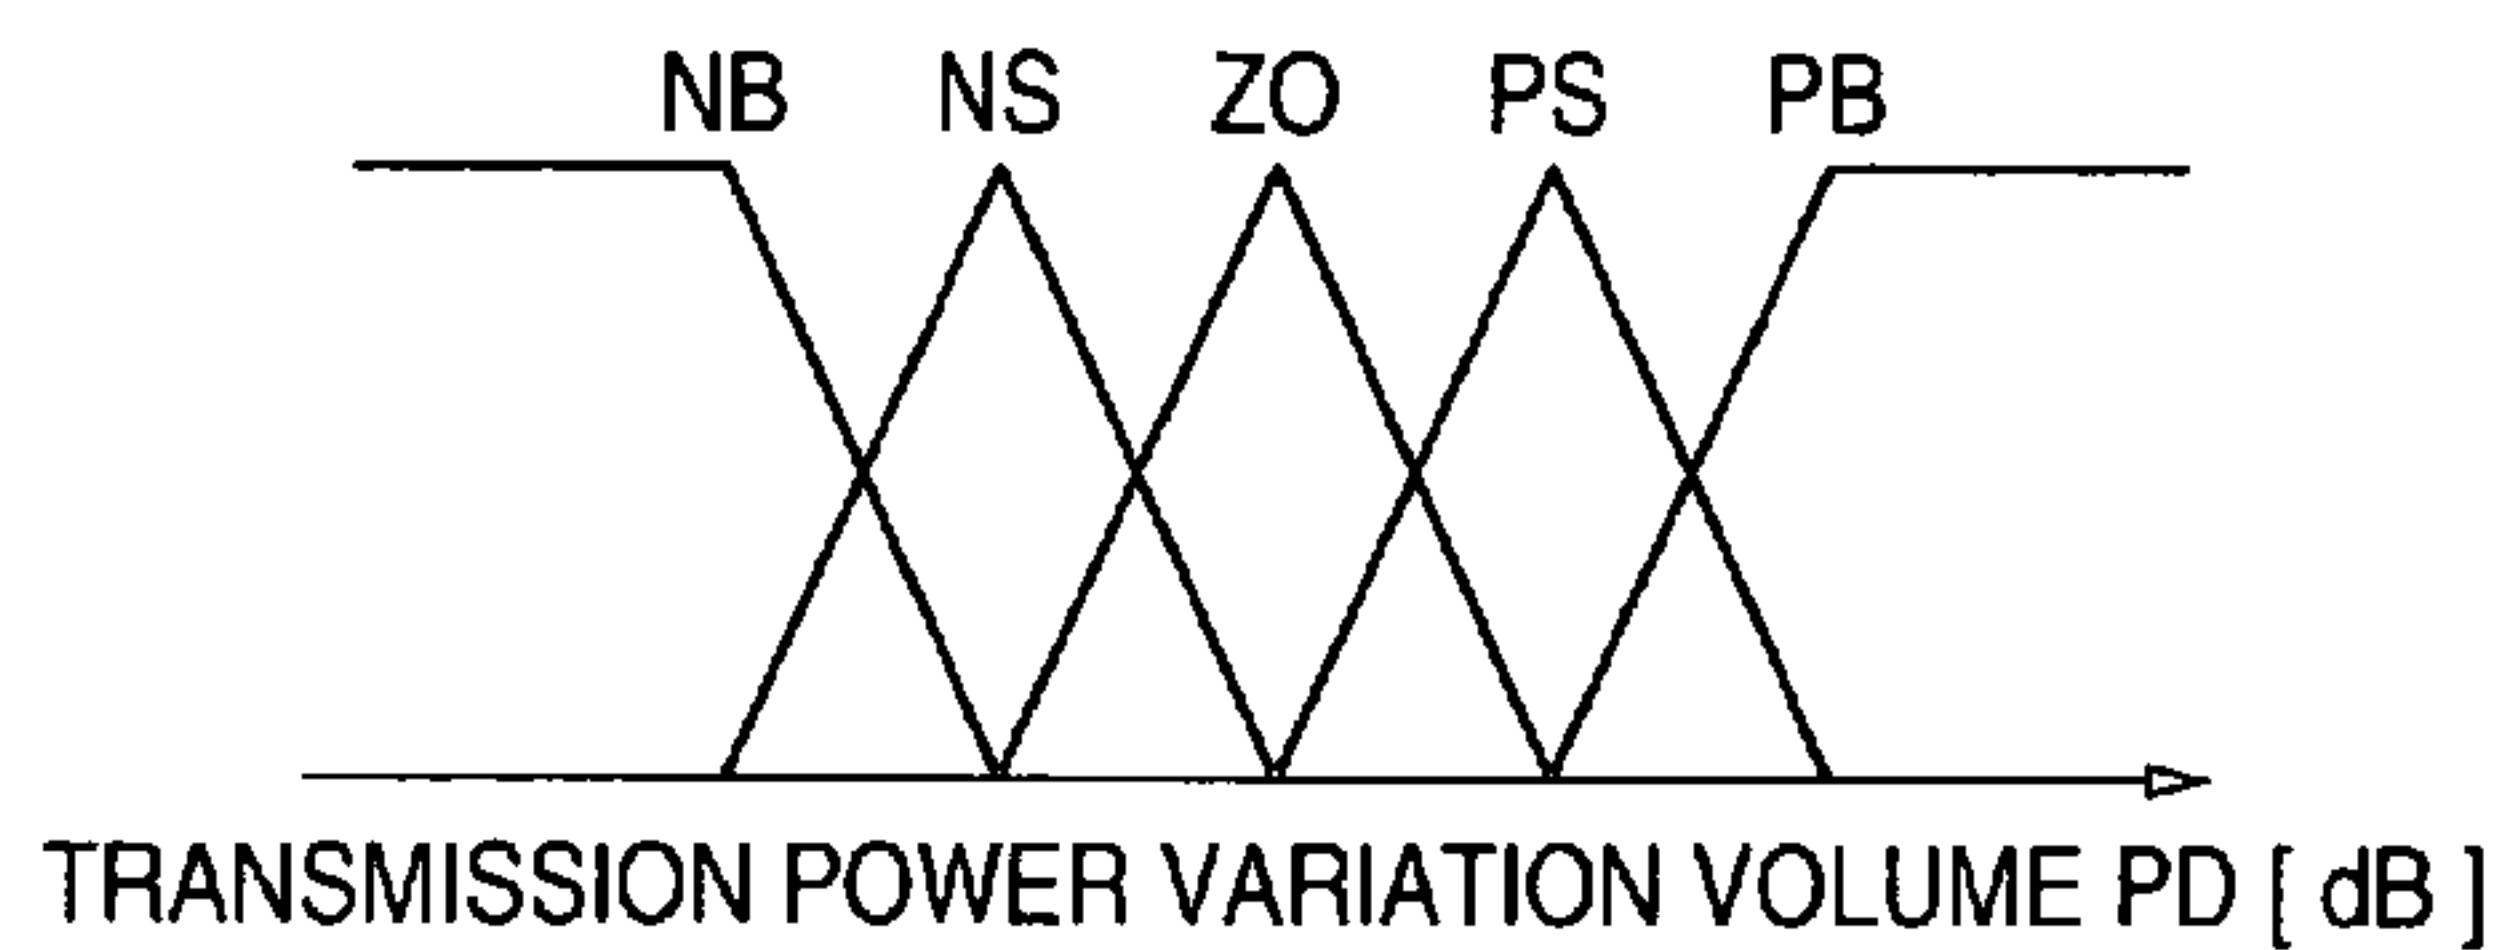 NB NS ZO PS PB
TRANSMISSION POWER VARIATION VOLUME PD [ dB ]